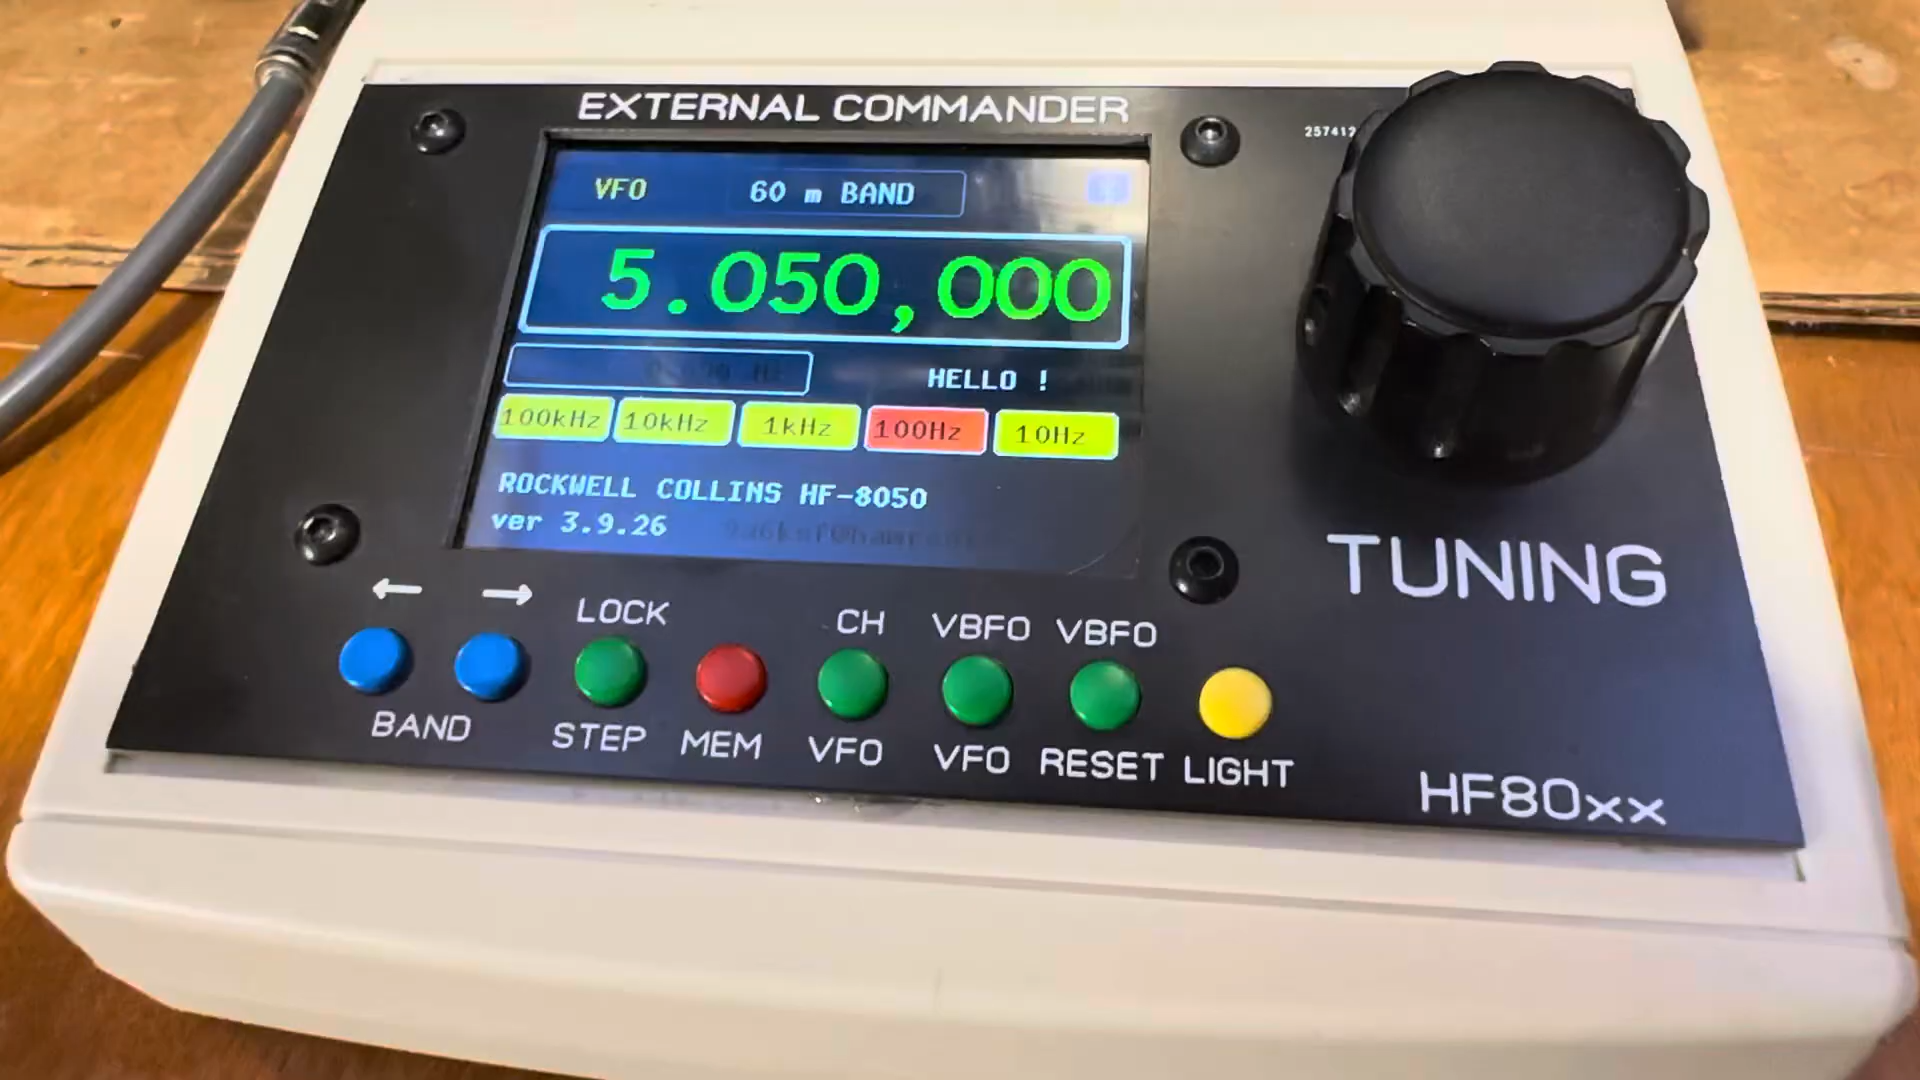 EXTERNAL COMMANDER
257412
VFO 60 m BAND
5.050,000
HELLO !
100kHz 10kHz 1kHz 100Hz 10Hz
ROCKWELL COLLINS HF-8050
ver 3.9.26
TUNING
← →
LOCK CH VBFO VBFO
BAND STEP MEM VFO VFO RESET LIGHT
HF80xx